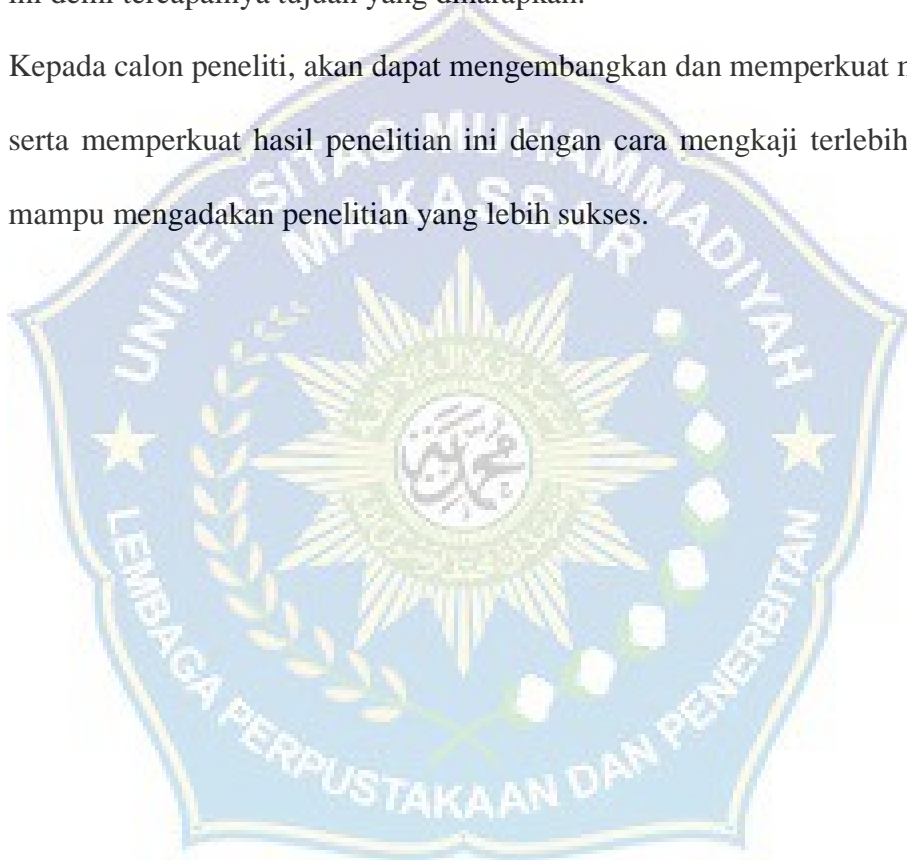 ini demi tercapainya tujuan yang diharapkan.
Kepada calon peneliti, akan dapat mengembangkan dan memperkuat
serta memperkuat hasil penelitian ini dengan cara mengkaji terlebih
mampu mengadakan penelitian yang lebih sukses.
UNIVERSITAS MUHAMMADIYAH
MAKASSAR
محمد
LEMBAGA PERPUSTAKAAN DAN PENERBITAN